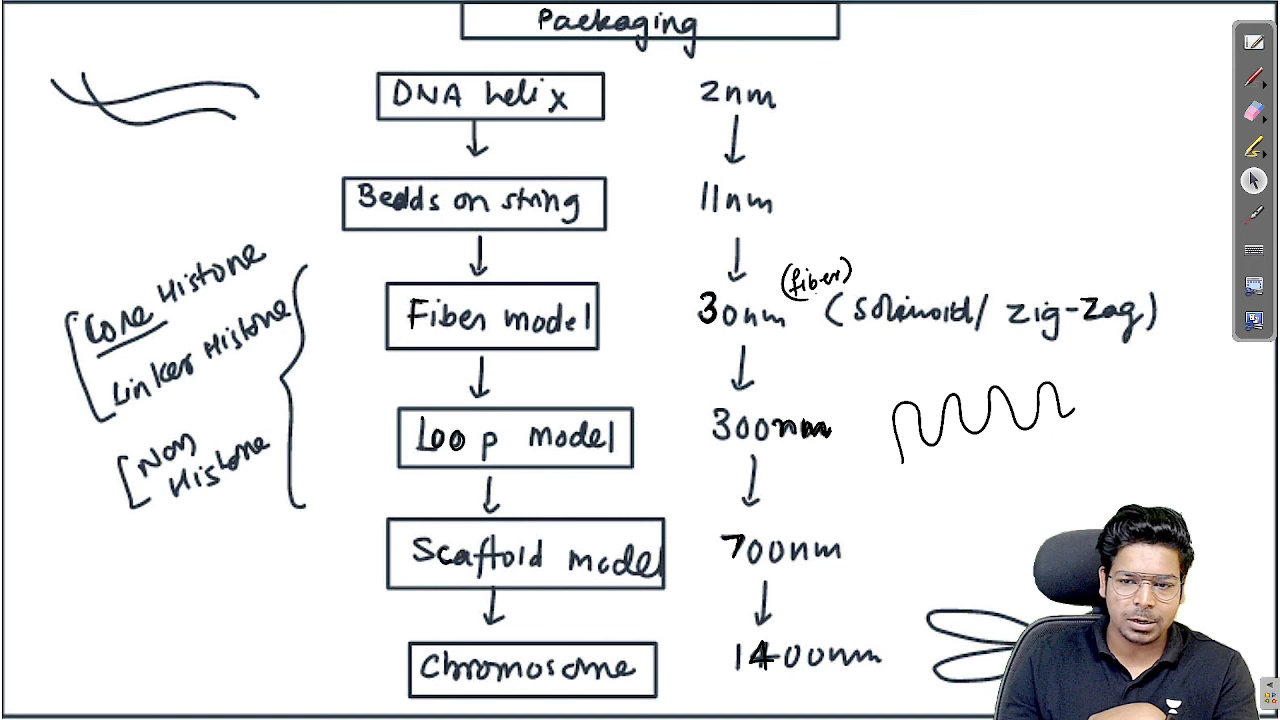 Packaging
DNA helix 2nm
Beads on string 11nm
Core Histone
Linker Histone
Non
Histone
(fiber)
Fiber model 30nm (Solenoid/ Zig-Zag)
Loop model 300nm
Scaffold model 700nm
Chromosome 1400nm